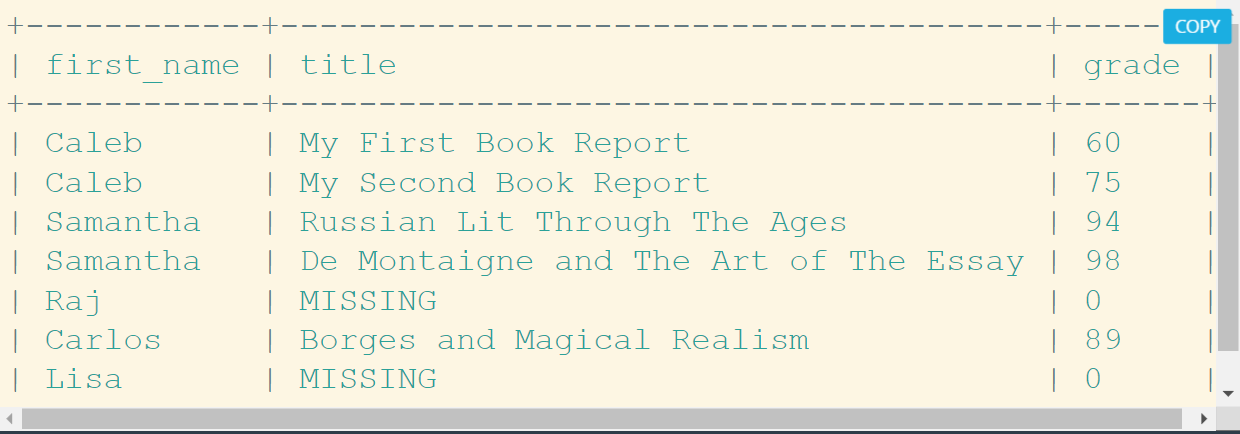 +------------+---------------------------------------+-----
COPY
| first_name | title                                 | grade |
+------------+---------------------------------------+-------+
| Caleb      | My First Book Report                  | 60    |
| Caleb      | My Second Book Report                 | 75    |
| Samantha   | Russian Lit Through The Ages          | 94    |
| Samantha   | De Montaigne and The Art of The Essay | 98    |
| Raj        | MISSING                               | 0     |
| Carlos     | Borges and Magical Realism            | 89    |
| Lisa       | MISSING                               | 0     |